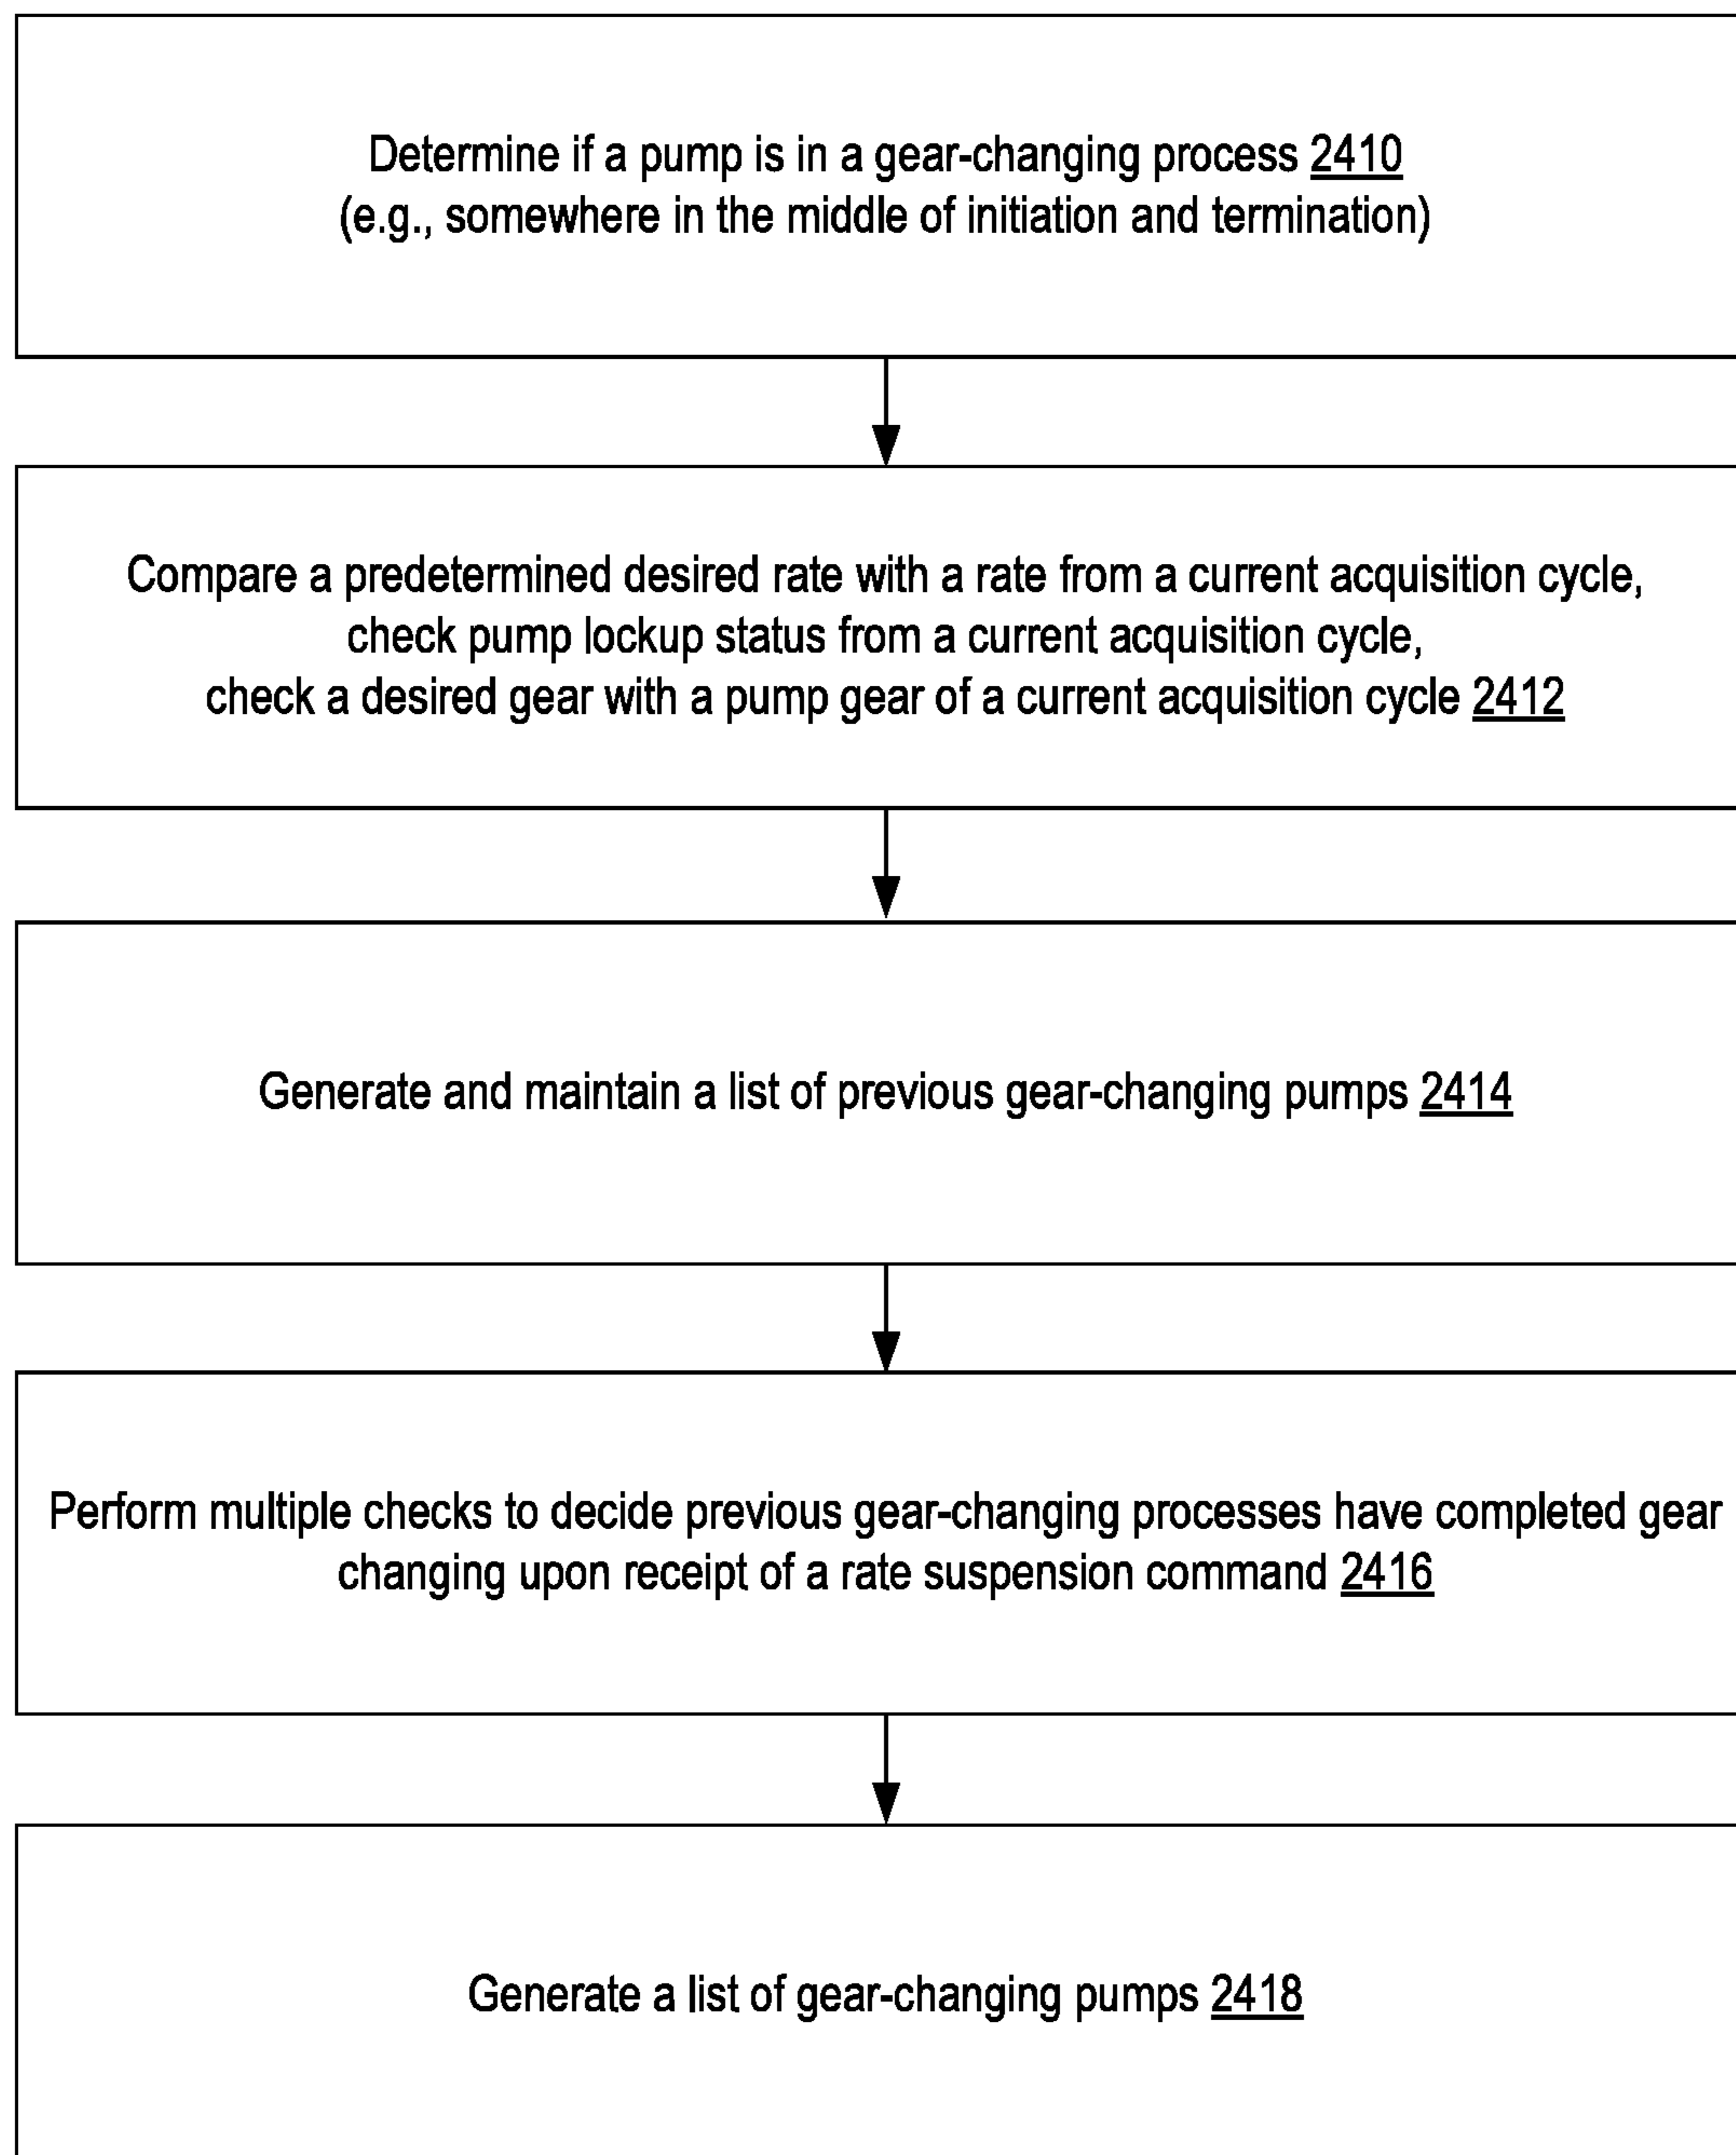 Determine if a pump is in a gear-changing process 2410
(e.g., somewhere in the middle of initiation and termination)
Compare a predetermined desired rate with a rate from a current acquisition cycle,
check pump lockup status from a current acquisition cycle,
check a desired gear with a pump gear of a current acquisition cycle 2412
Generate and maintain a list of previous gear-changing pumps 2414
Perform multiple checks to decide previous gear-changing processes have completed gear
changing upon receipt of a rate suspension command 2416
Generate a list of gear-changing pumps 2418